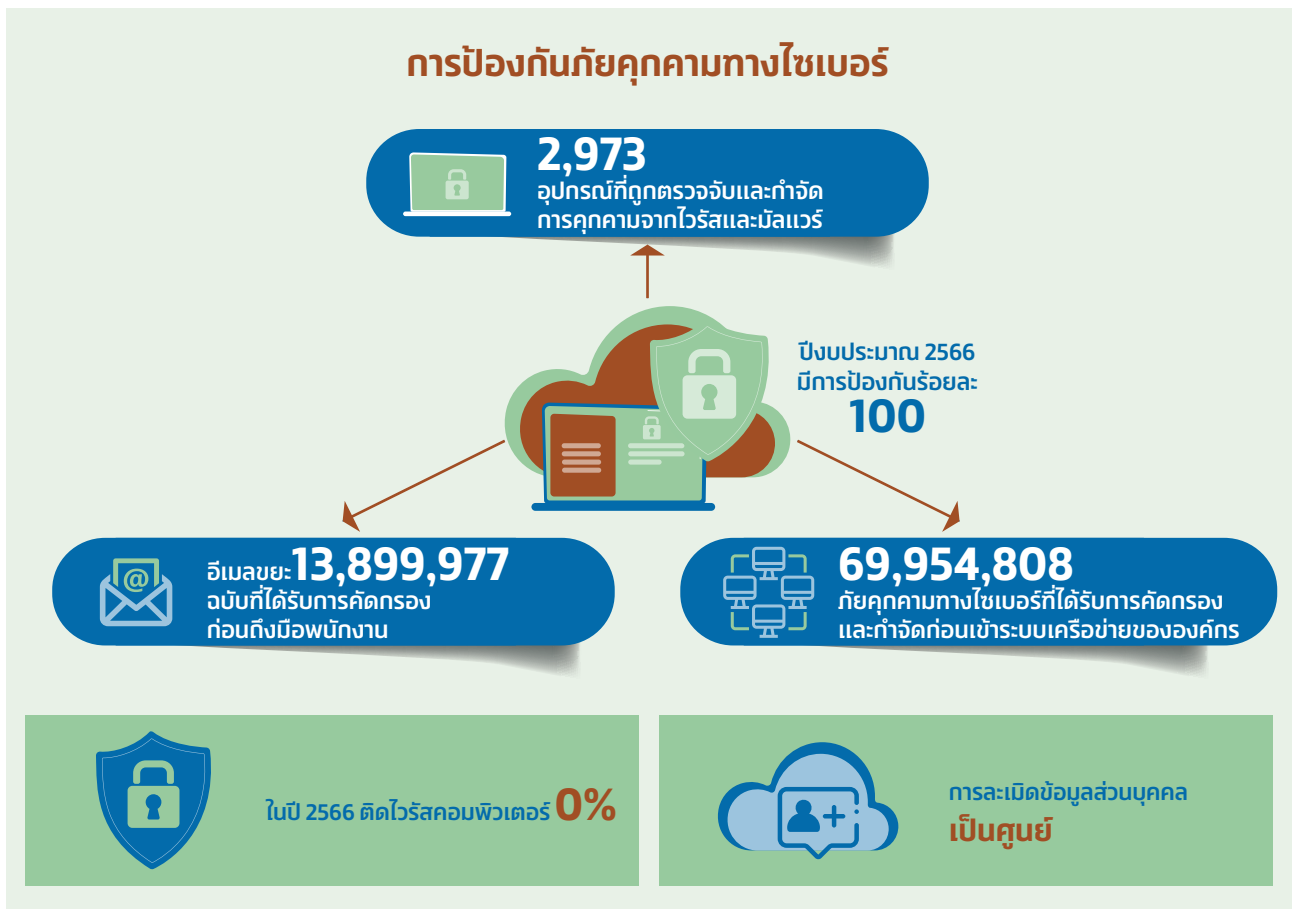 การป้องกันภัยคุกคามทางไซเบอร์
2,973
อุปกรณ์ที่ถูกตรวจจับและกำจัด
การคุกคามจากไวรัสและมัลแวร์
ปีงบประมาณ 2566
มีการป้องกันร้อยละ
100
อีเมลขยะ 13,899,977
ฉบับที่ได้รับการคัดกรอง
ก่อนถึงมือพนักงาน
69,954,808
ภัยคุกคามทางไซเบอร์ที่ได้รับการคัดกรอง
และกำจัดก่อนเข้าระบบเครือข่ายขององค์กร
@
ในปี 2566 ติดไวรัสคอมพิวเตอร์ 0%
การละเมิดข้อมูลส่วนบุคคล
เป็นศูนย์